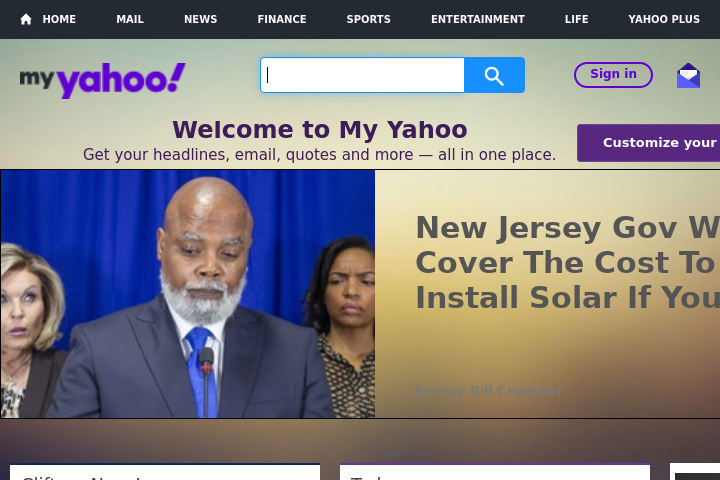 HOME MAIL NEWS FINANCE SPORTS ENTERTAINMENT LIFE YAHOO PLUS
my yahoo! Sign in
Welcome to My Yahoo
Get your headlines, email, quotes and more — all in one place.
Customize your
New Jersey Gov W
Cover The Cost To
Install Solar If You
Energy Bill Cruncher